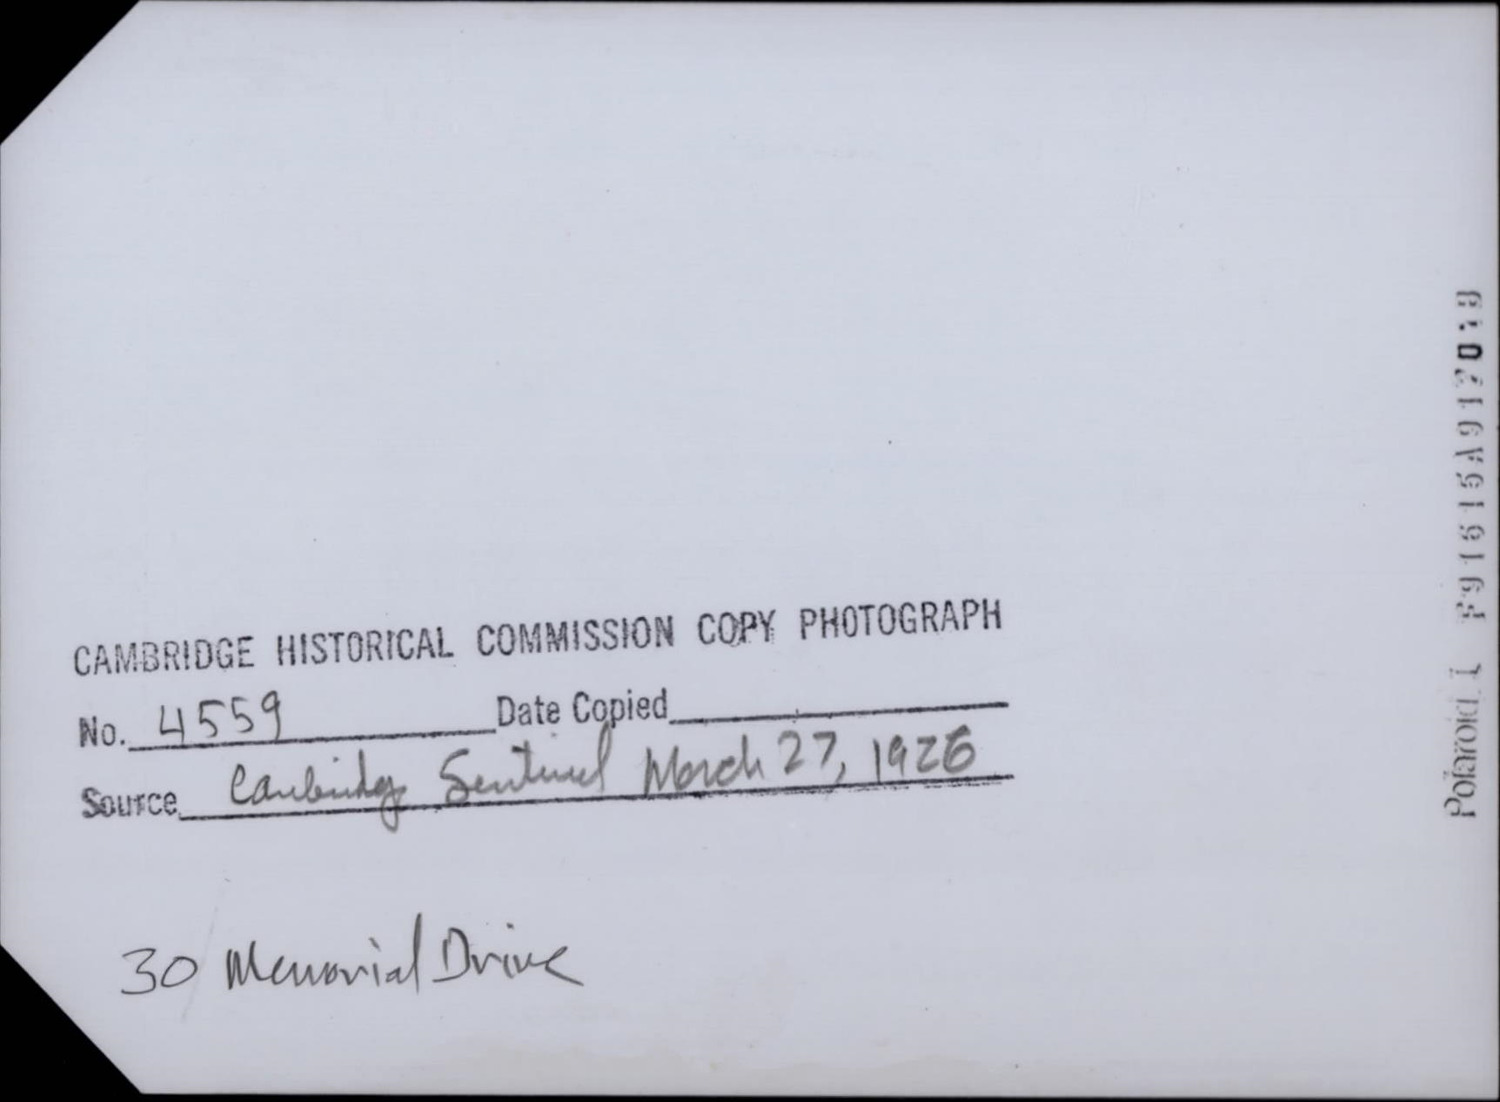 CAMBRIDGE HISTORICAL COMMISSION COPY PHOTOGRAPH
No. 4559 Date Copied
Source Cambridge Sentinel March 27, 1926
30 Memorial Drive
Polaroid